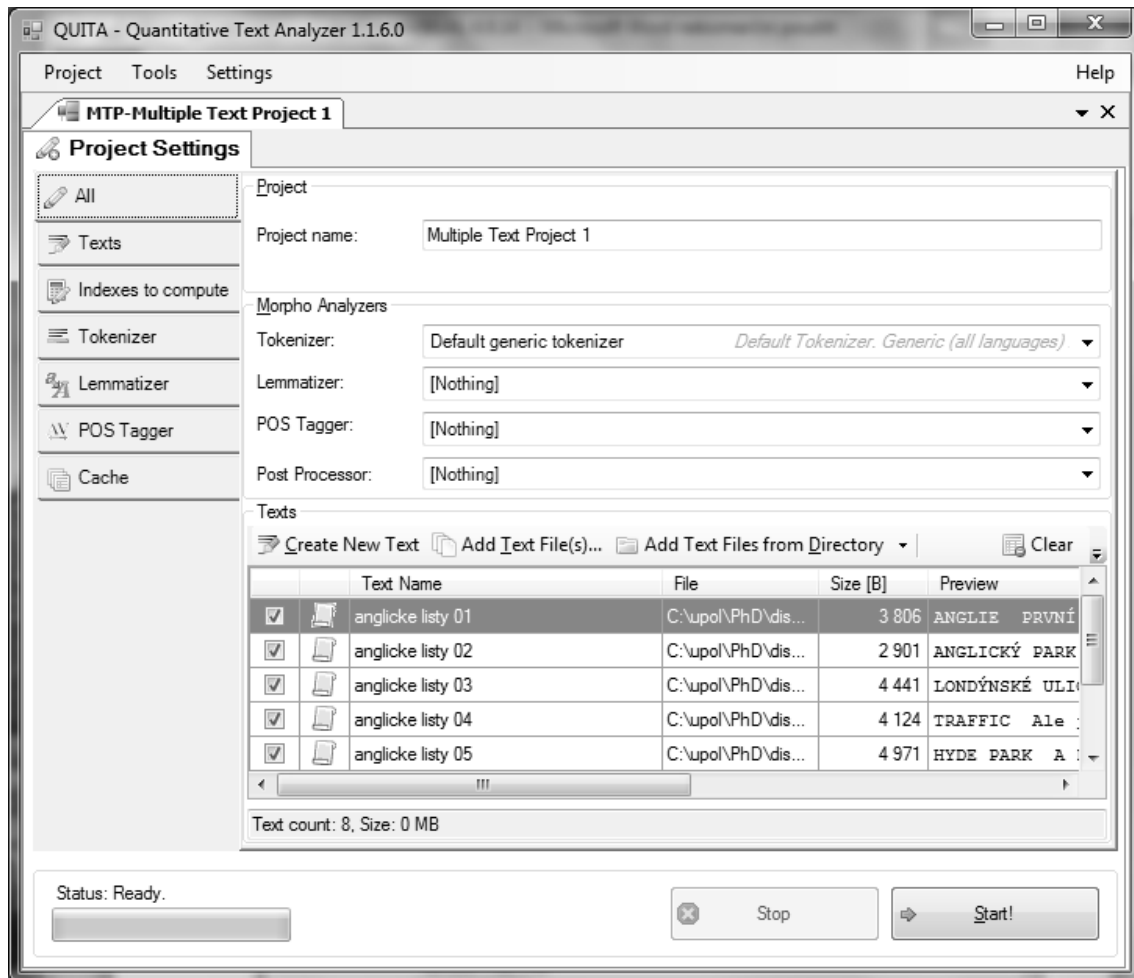 QUITA - Quantitative Text Analyzer 1.1.6.0
Project Tools Settings Help
MTP-Multiple Text Project 1
Project Settings
All
Texts
Indexes to compute
Tokenizer
Lemmatizer
POS Tagger
Cache
Project
Project name: Multiple Text Project 1
Morpho Analyzers
Tokenizer: Default generic tokenizer Default Tokenizer. Generic (all languages)
Lemmatizer: [Nothing]
POS Tagger: [Nothing]
Post Processor: [Nothing]
Texts
Create New Text Add Text File(s)... Add Text Files from Directory Clear
Text Name File Size [B] Preview
anglicke listy 01 C:\upol\PhD\dis... 3 806 ANGLIE PRVNÍ
anglicke listy 02 C:\upol\PhD\dis... 2 901 ANGLICKÝ PARK
anglicke listy 03 C:\upol\PhD\dis... 4 441 LONDÝNSKÉ ULI
anglicke listy 04 C:\upol\PhD\dis... 4 124 TRAFFIC Ale
anglicke listy 05 C:\upol\PhD\dis... 4 971 HYDE PARK A
Text count: 8, Size: 0 MB
Status: Ready.
Stop Start!